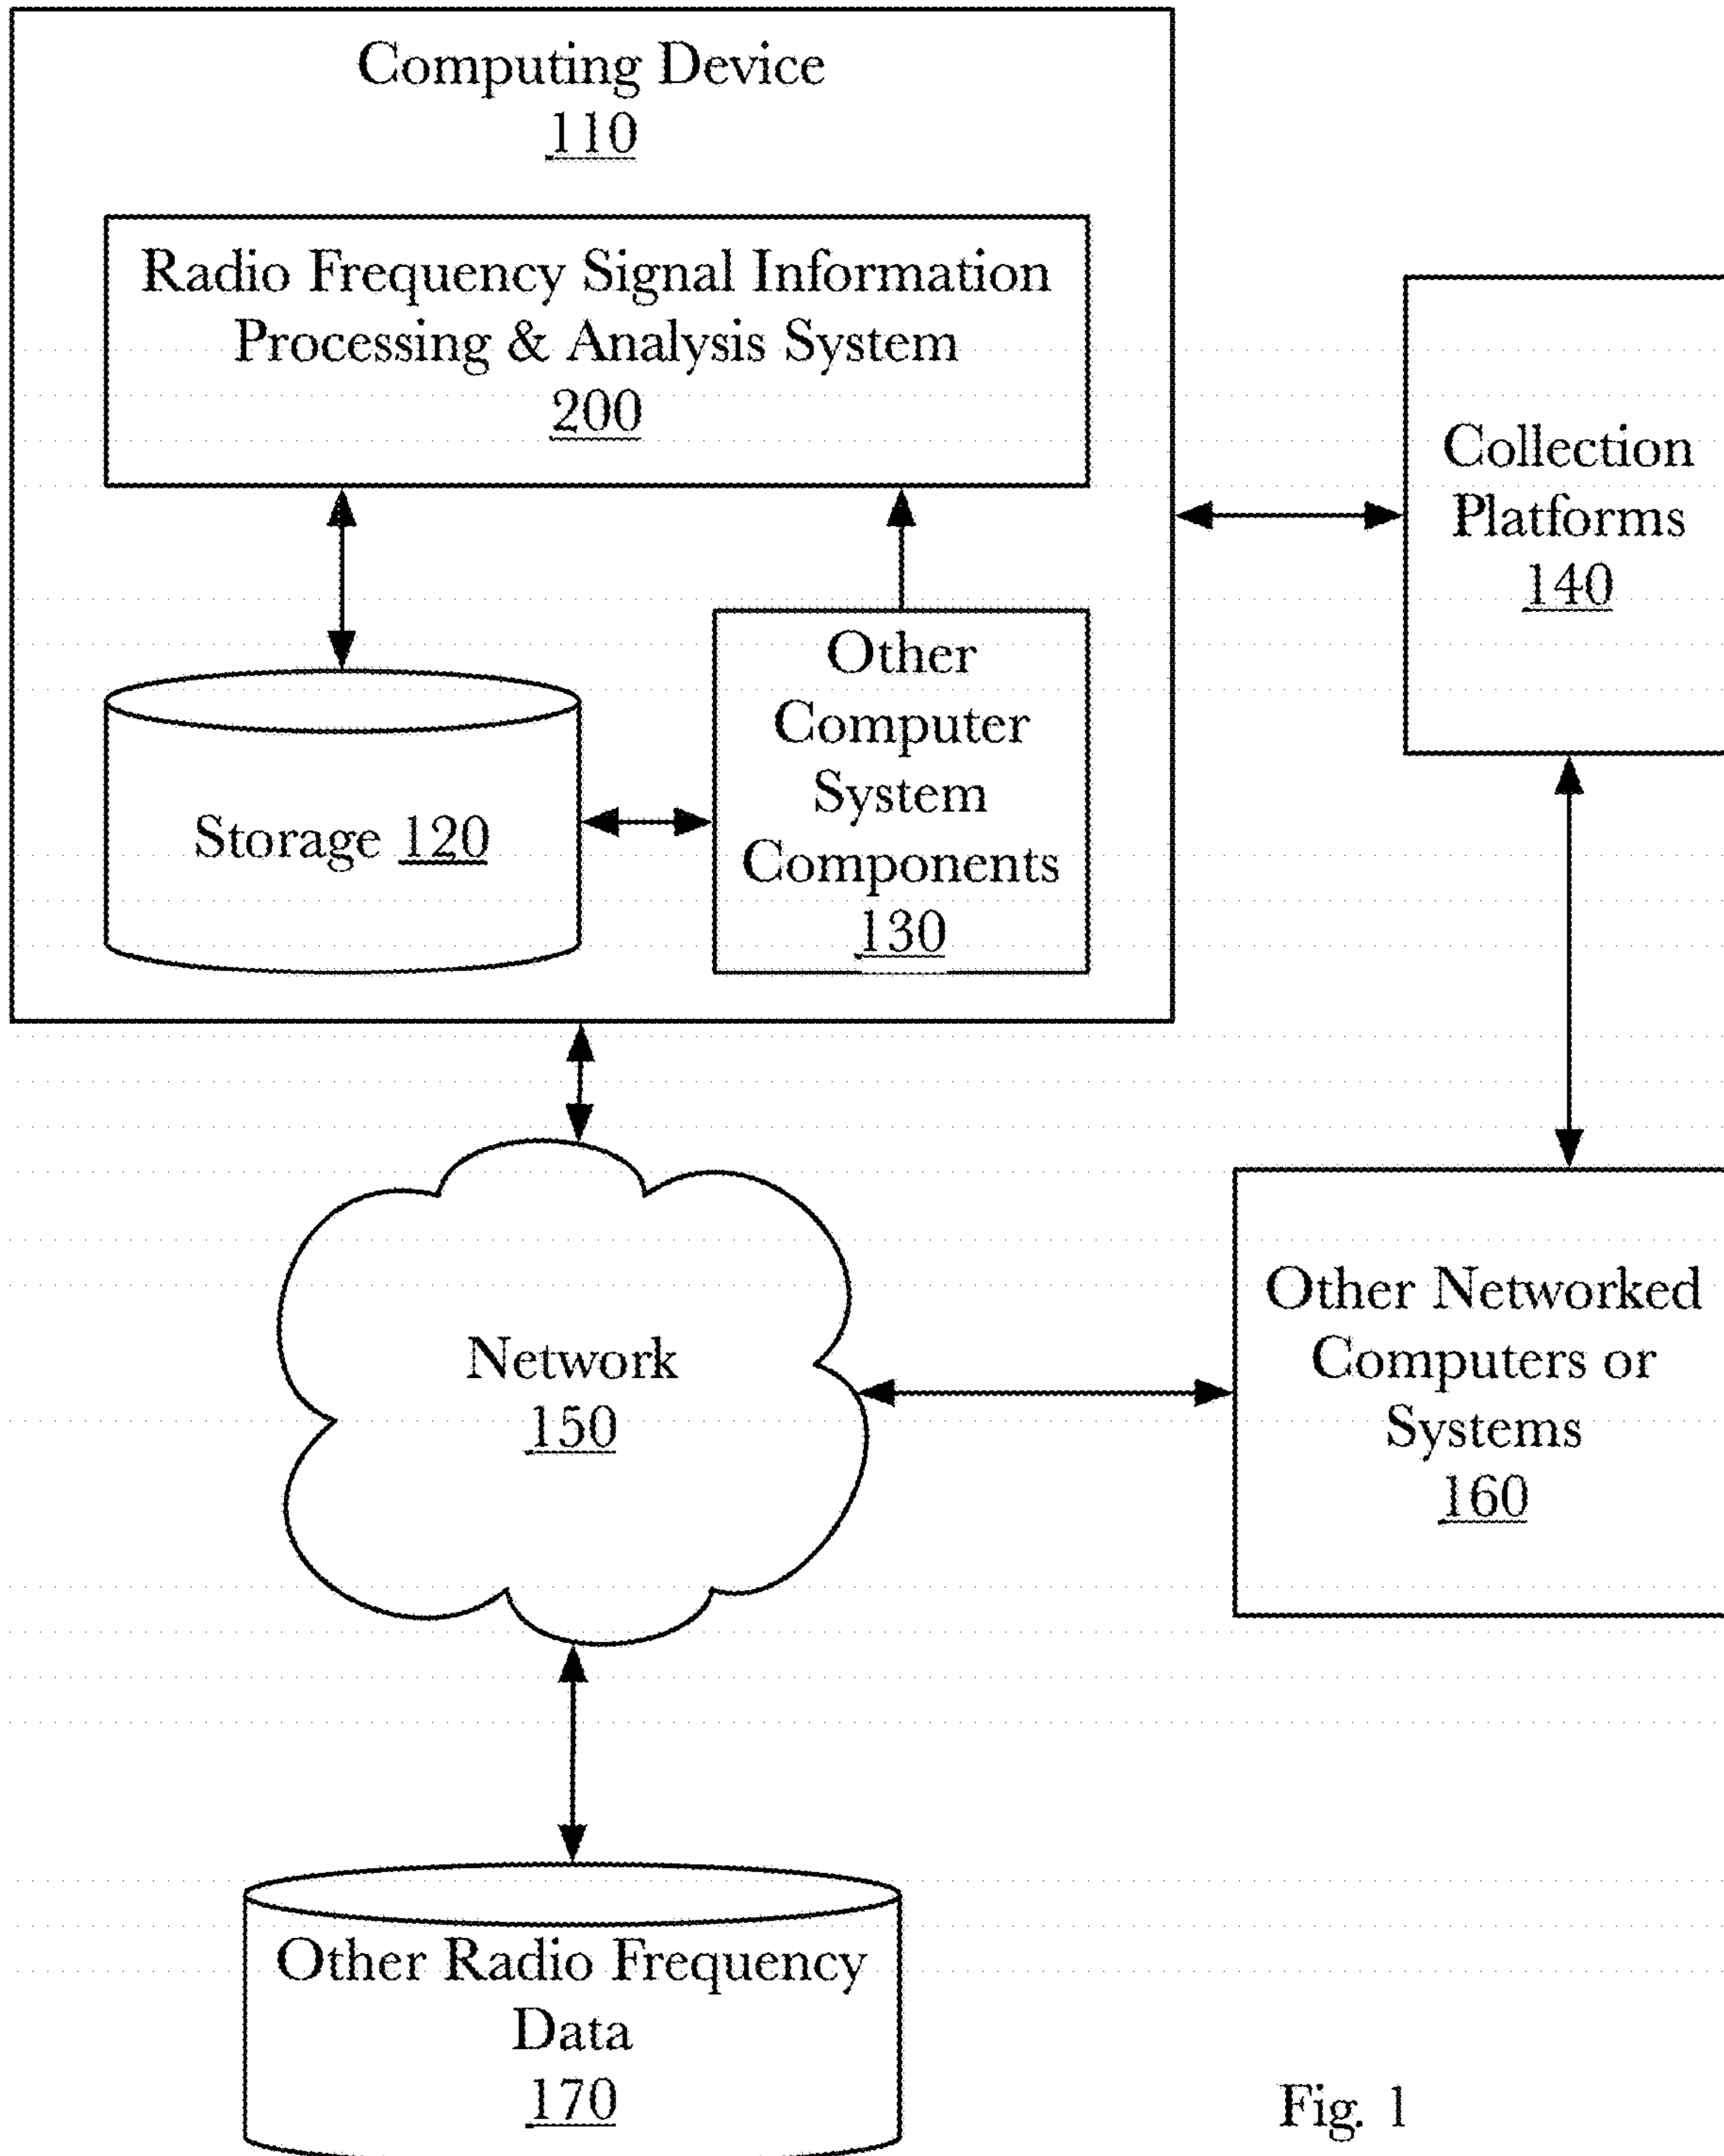 Computing Device
110
Radio Frequency Signal Information
Processing & Analysis System
200
Collection
Platforms
140
Other
Computer
System
Components
130
Storage 120
Network
150
Other Networked
Computers or
Systems
160
Other Radio Frequency
Data
170
Fig. 1